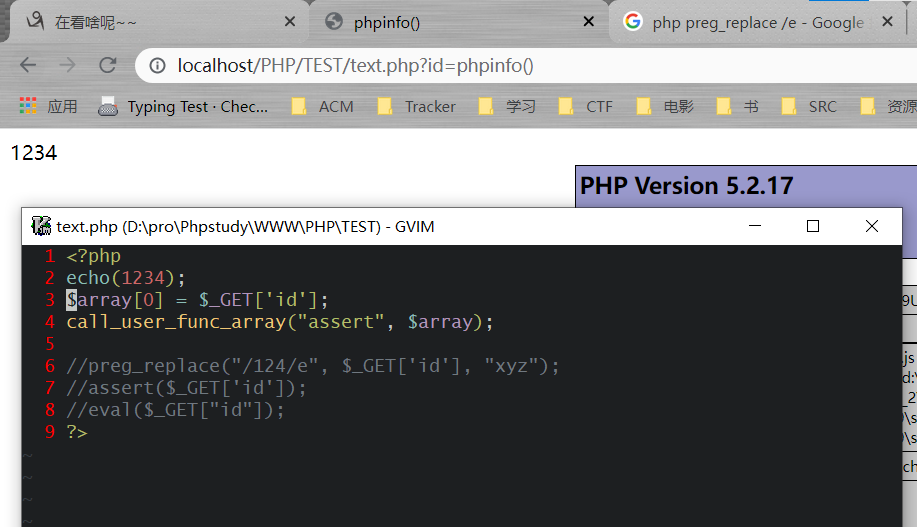 在看啥呢~~
phpinfo()
php preg_replace /e - Google
localhost/PHP/TEST/text.php?id=phpinfo()
应用 Typing Test · Chec... ACM Tracker 学习 CTF 电影 书 SRC 资源
1234
PHP Version 5.2.17
text.php (D:\pro\Phpstudy\WWW\PHP\TEST) - GVIM
1 <?php
2 echo(1234);
3 $array[0] = $_GET['id'];
4 call_user_func_array("assert", $array);
5
6 //preg_replace("/124/e", $_GET['id'], "xyz");
7 //assert($_GET['id']);
8 //eval($_GET["id"]);
9 ?>
~
~
~
~